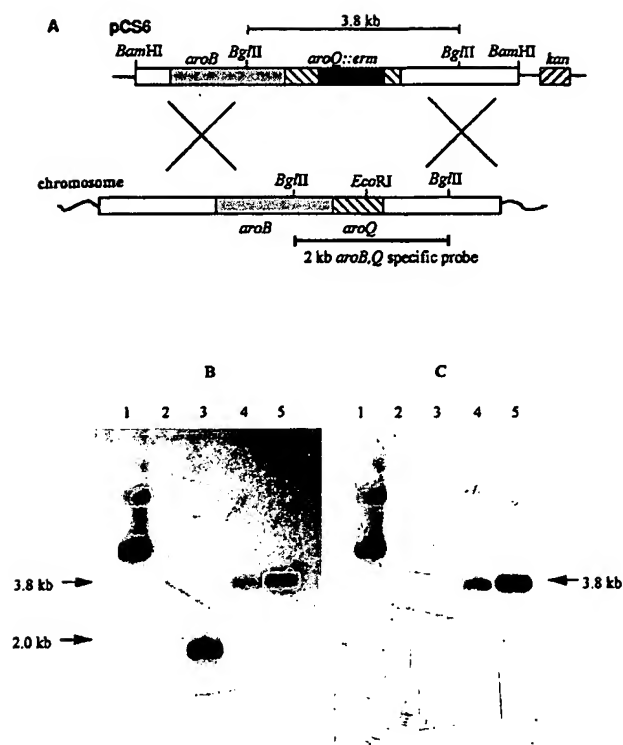 A pCS6
3.8 kb
BamHI aroB BglII aroQ::erm BglII BamHI kan
chromosome
BglII EcoRI BglII
aroB aroQ
2 kb aroB,Q specific probe
B C
1 2 3 4 5 1 2 3 4 5
3.8 kb 3.8 kb
2.0 kb